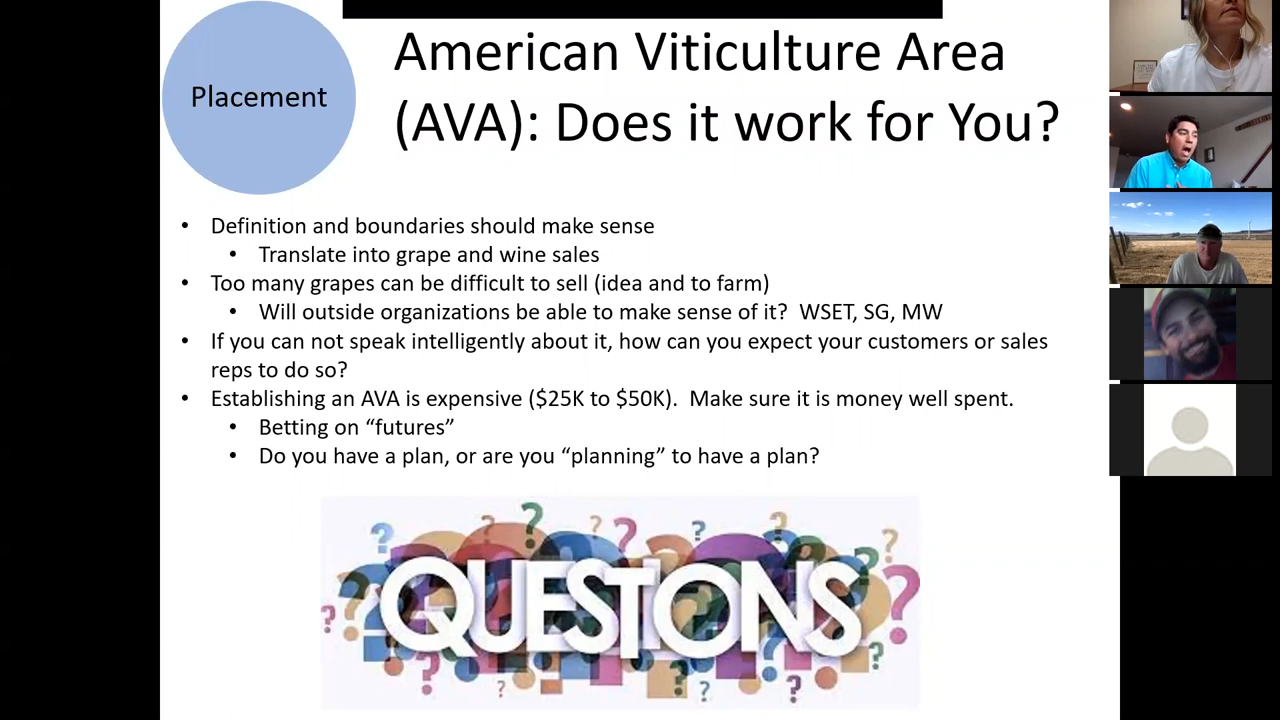 Placement
American Viticulture Area
(AVA): Does it work for You?
• Definition and boundaries should make sense
• Translate into grape and wine sales
• Too many grapes can be difficult to sell (idea and to farm)
• Will outside organizations be able to make sense of it? WSET, SG, MW
• If you can not speak intelligently about it, how can you expect your customers or sales
reps to do so?
• Establishing an AVA is expensive ($25K to $50K). Make sure it is money well spent.
• Betting on “futures”
• Do you have a plan, or are you “planning” to have a plan?
QUESTIONS